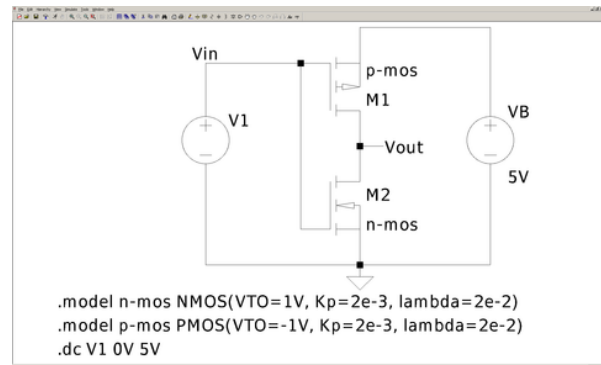 Vin
p-mos
M1
V1
VB
Vout
5V
M2
n-mos
.model n-mos NMOS(VTO=1V, Kp=2e-3, lambda=2e-2)
.model p-mos PMOS(VTO=-1V, Kp=2e-3, lambda=2e-2)
.dc V1 0V 5V